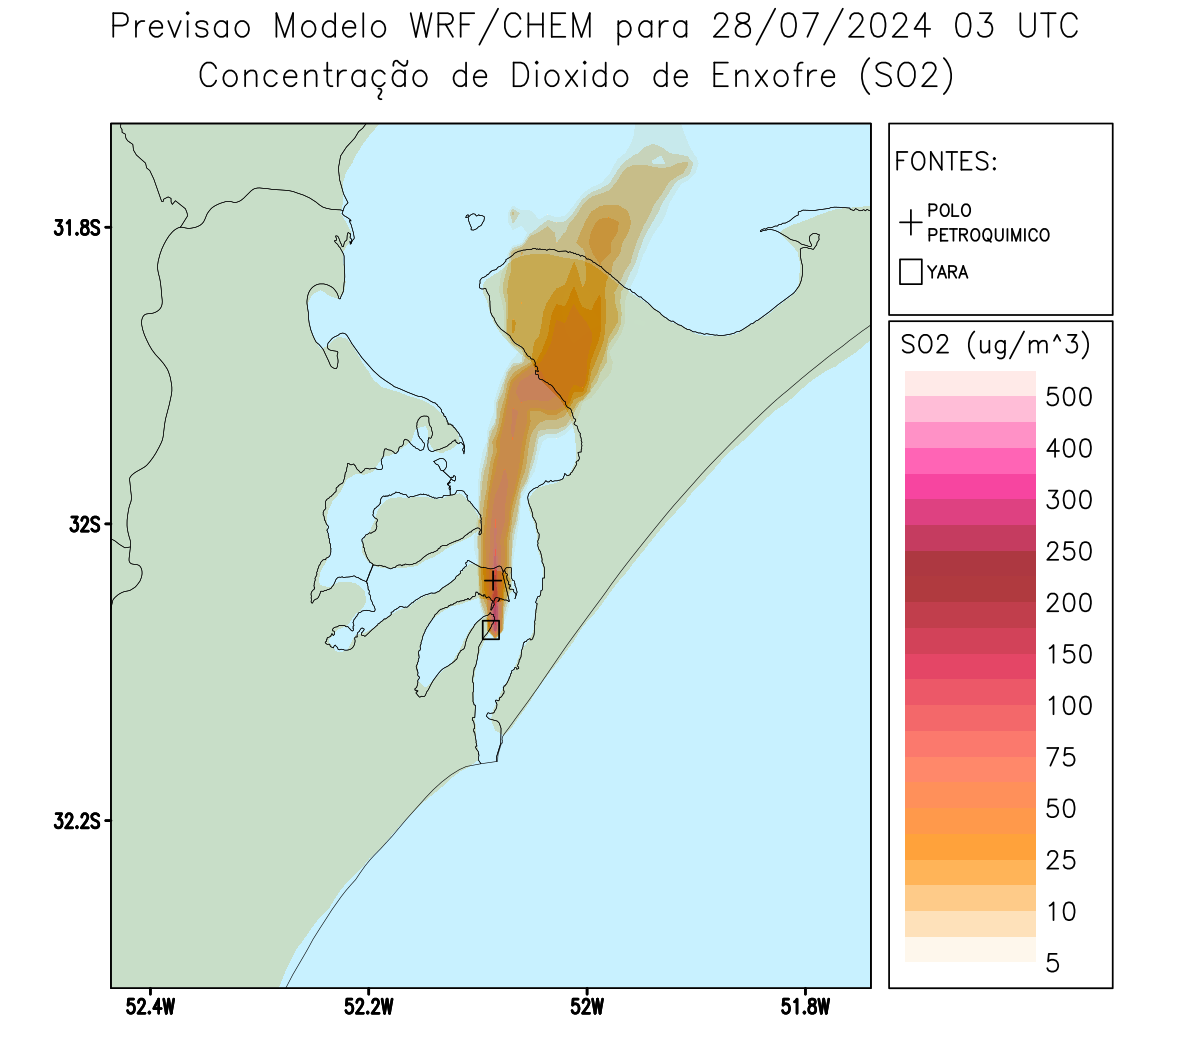 Previsao Modelo WRF/CHEM para 28/07/2024 03 UTC
Concentração de Dioxido de Enxofre (SO2)
FONTES:
POLO
PETROQUIMICO
YARA
SO2 (ug/m^3)
500
400
300
250
200
150
100
75
50
25
10
5
31.8S
32S
32.2S
52.4W
52.2W
52W
51.8W